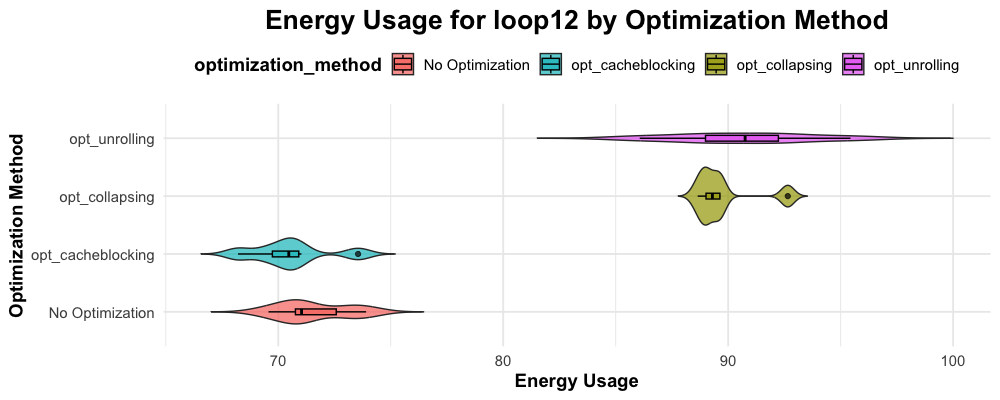 Energy Usage for loop12 by Optimization Method
optimization_method No Optimization opt_cacheblocking opt_collapsing opt_unrolling
Optimization Method
opt_unrolling
opt_collapsing
opt_cacheblocking
No Optimization
70 80 90 100
Energy Usage